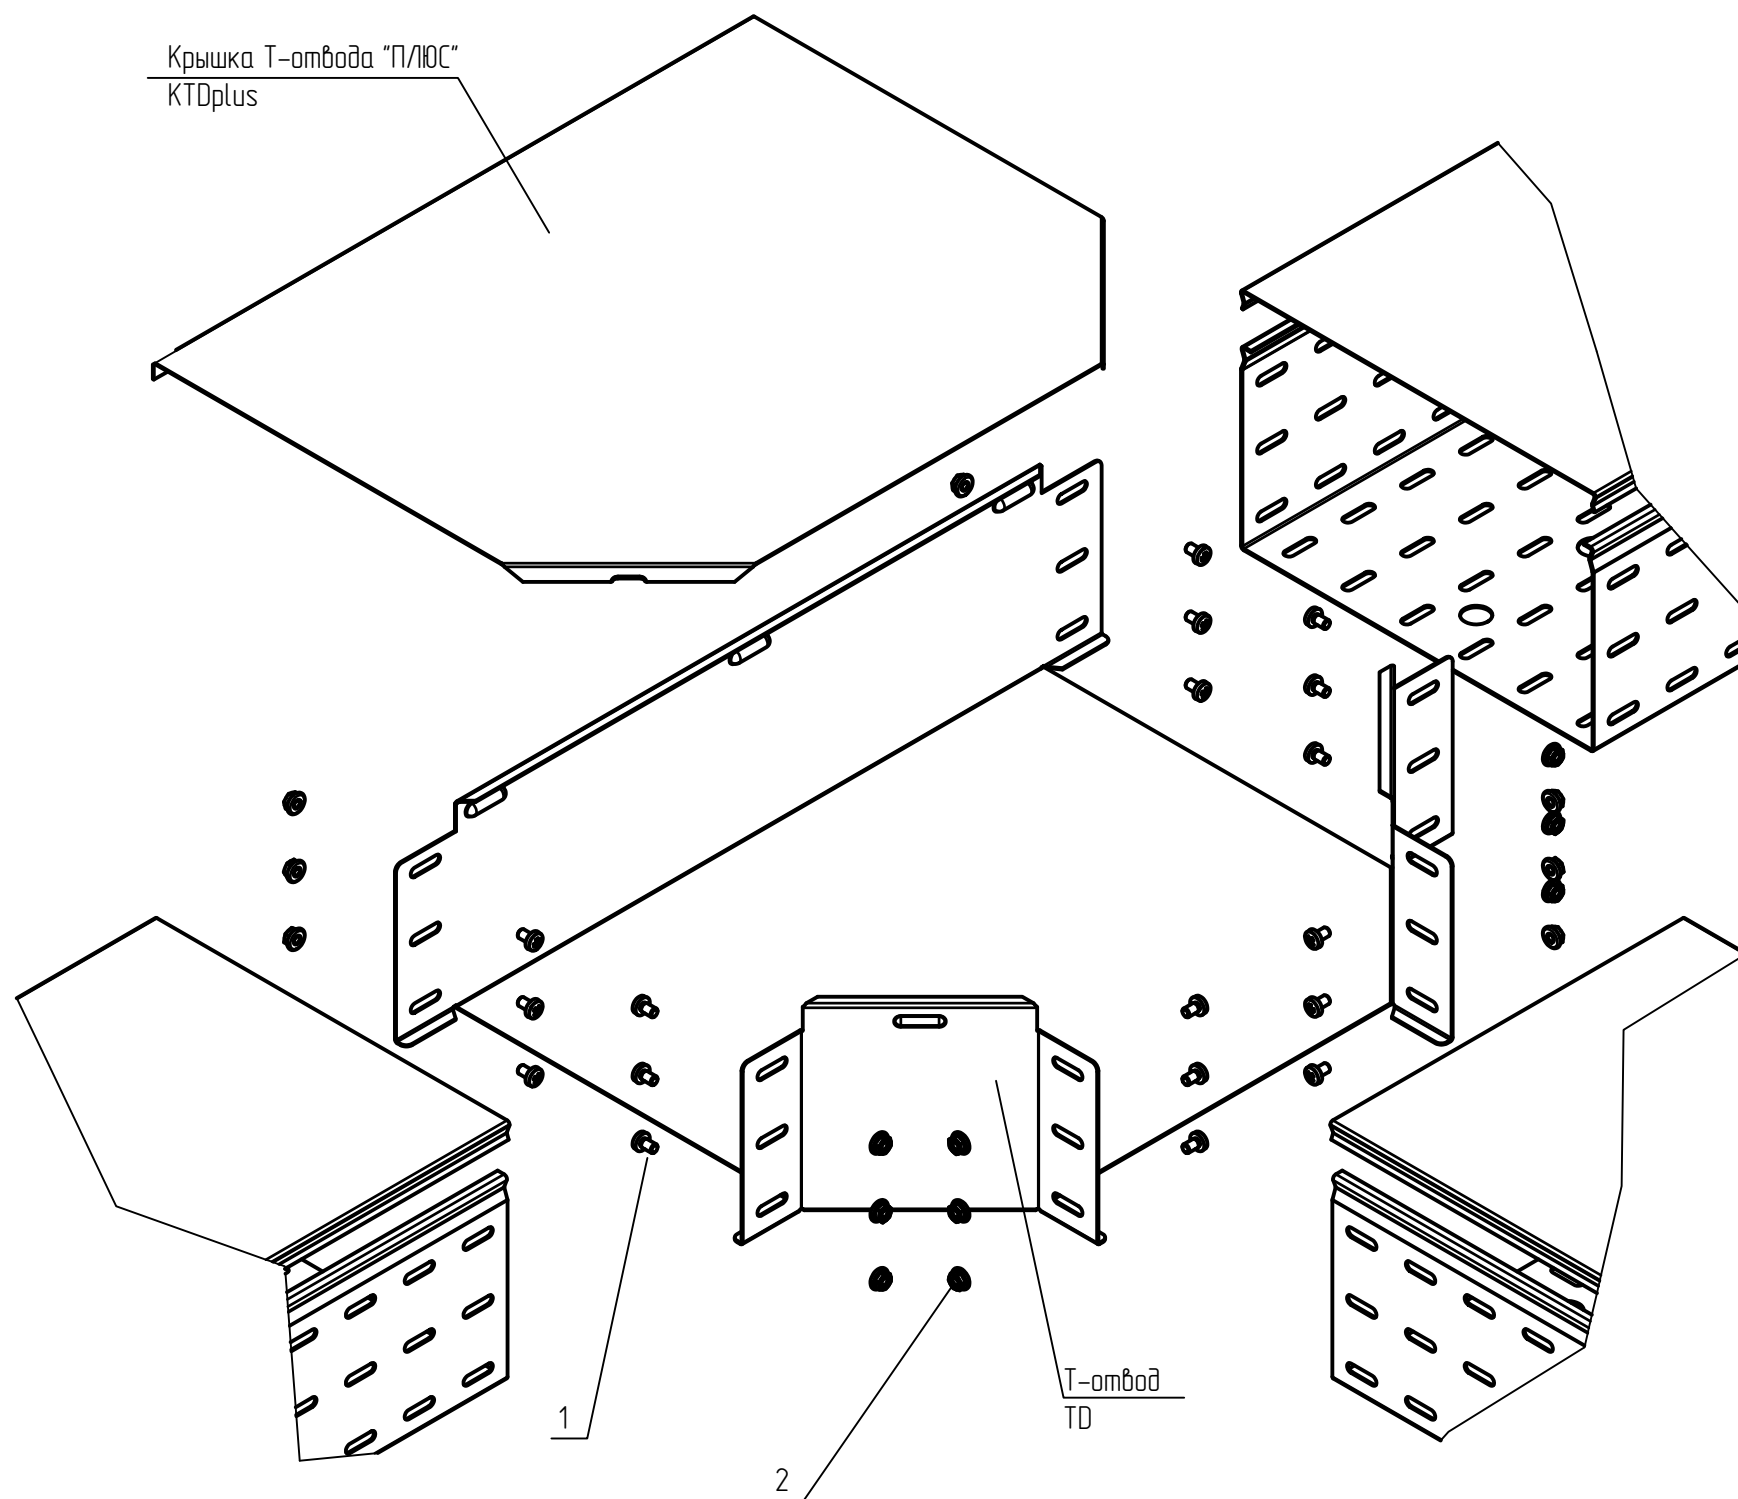 Крышка Т-отвода "ПЛЮС"
KTDplus
Т-отвод
TD
1
2